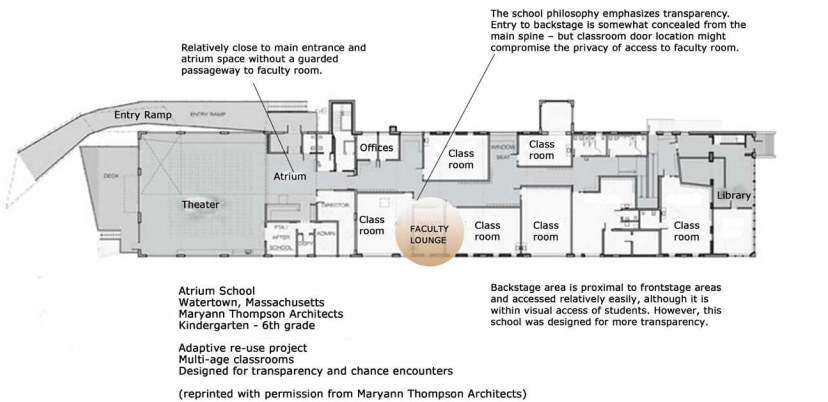 The school philosophy emphasizes transparency.
Entry to backstage is somewhat concealed from the
main spine – but classroom door location might
compromise the privacy of access to faculty room.
Relatively close to main entrance and
atrium space without a guarded
passageway to faculty room.
Entry Ramp
ENTRY RAMP
Offices
Class
room
WINDOW
SEAT
Class
room
DECK
Theater
Atrium
Library
DIRECTOR
PTA /
AFTER
SCHOOL
COPY
ADMIN
Class
room
FACULTY
LOUNGE
Class
room
Class
room
Class
room
Atrium School
Watertown, Massachusetts
Maryann Thompson Architects
Kindergarten - 6th grade
Adaptive re-use project
Multi-age classrooms
Designed for transparency and chance encounters
(reprinted with permission from Maryann Thompson Architects)
Backstage area is proximal to frontstage areas
and accessed relatively easily, although it is
within visual access of students. However, this
school was designed for more transparency.